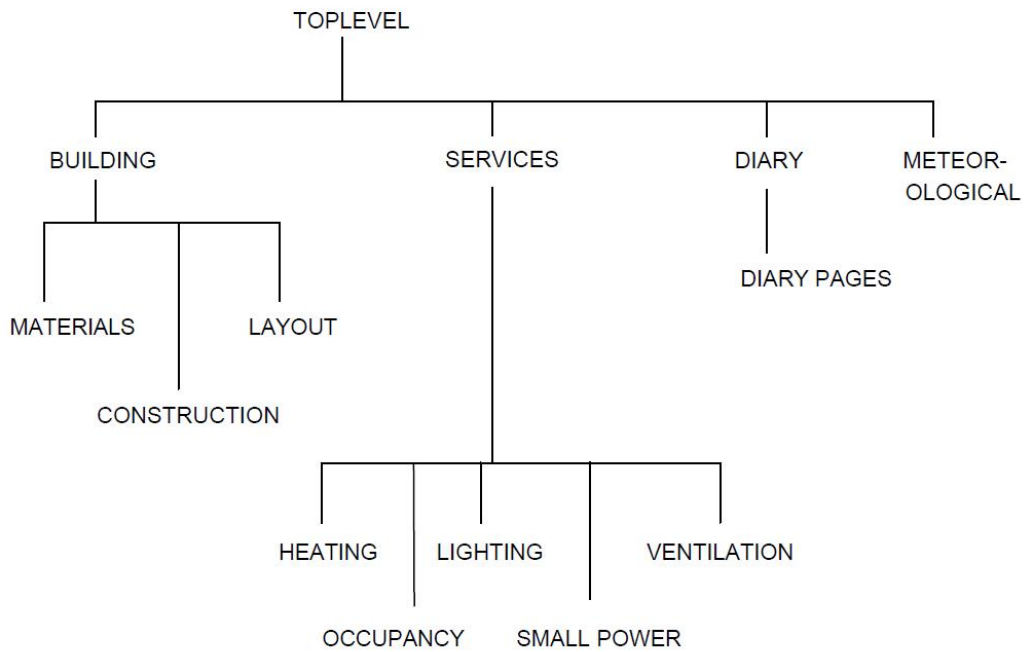 TOPLEVEL
BUILDING
SERVICES
DIARY
METEOR-
OLOGICAL
DIARY PAGES
MATERIALS
LAYOUT
CONSTRUCTION
HEATING
LIGHTING
VENTILATION
OCCUPANCY
SMALL POWER